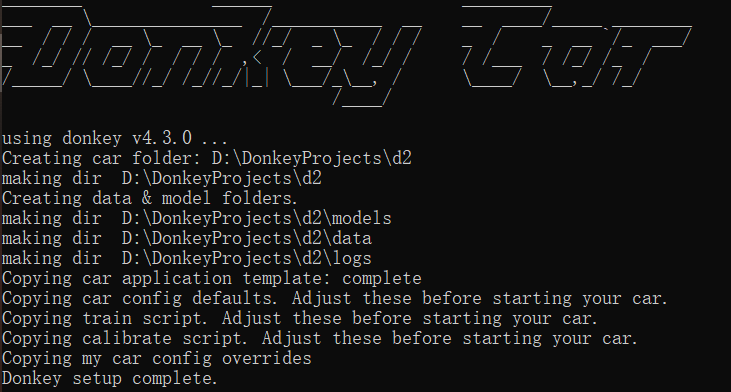 Donkey Car
using donkey v4.3.0 ...
Creating car folder: D:\DonkeyProjects\d2
making dir  D:\DonkeyProjects\d2
Creating data & model folders.
making dir  D:\DonkeyProjects\d2\models
making dir  D:\DonkeyProjects\d2\data
making dir  D:\DonkeyProjects\d2\logs
Copying car application template: complete
Copying car config defaults. Adjust these before starting your car.
Copying train script. Adjust these before starting your car.
Copying calibrate script. Adjust these before starting your car.
Copying my car config overrides
Donkey setup complete.